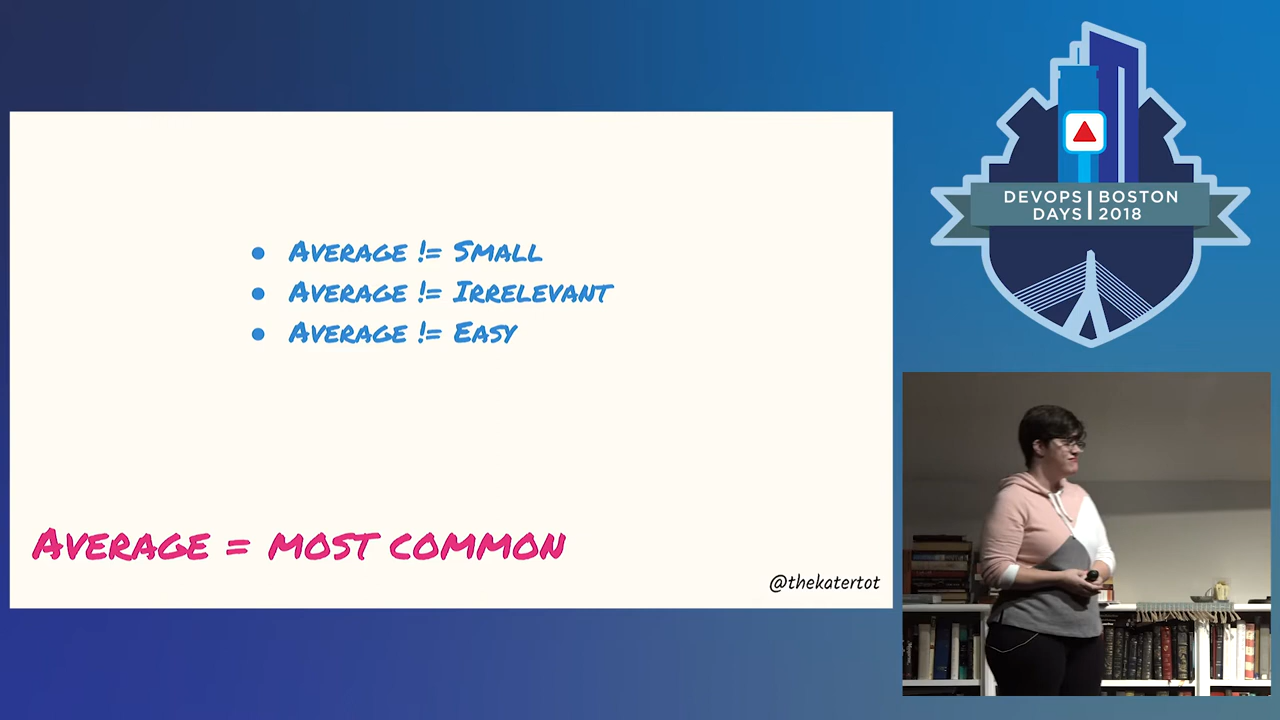 Average != Small
Average != Irrelevant
Average != Easy
Average = most common
@thekatertot
DEVOPS | BOSTON
DAYS | 2018